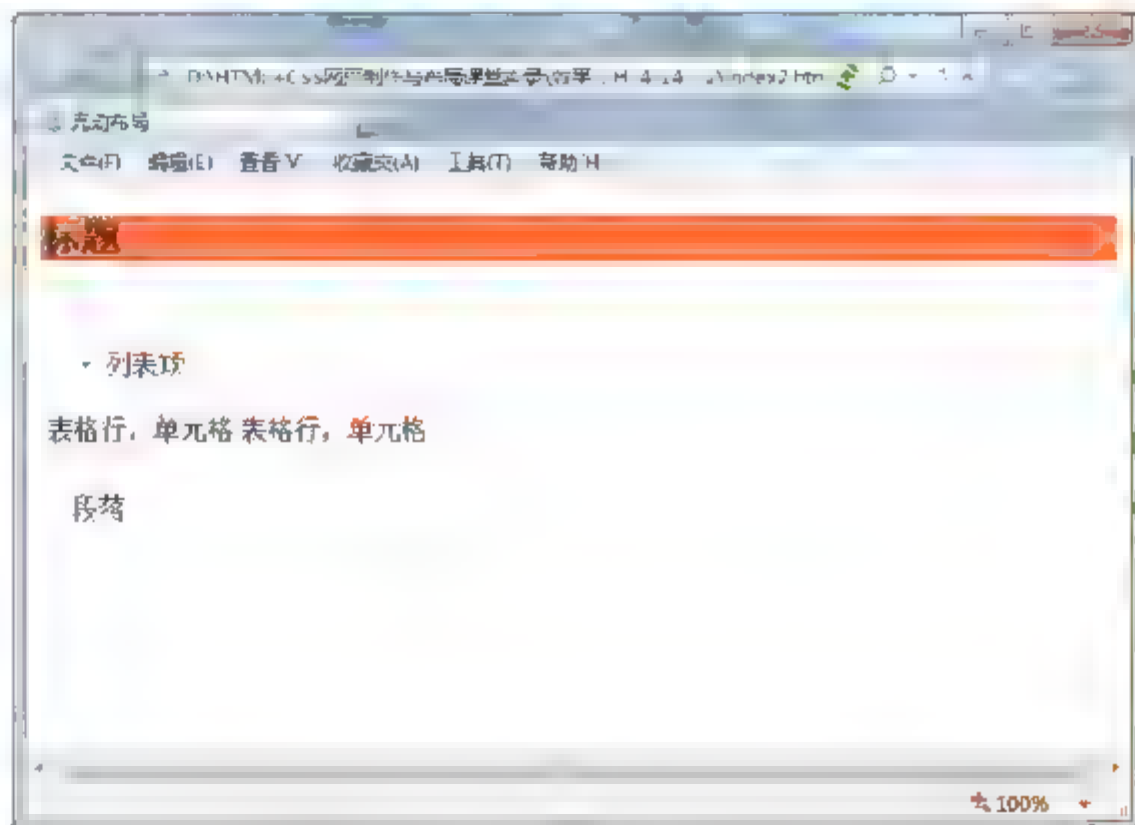 流动布局
文件(F) 编辑(E) 查看 V 收藏夹(A) 工具(T) 帮助 H
标题
列表项
表格行，单元格 表格行，单元格
段落
100%